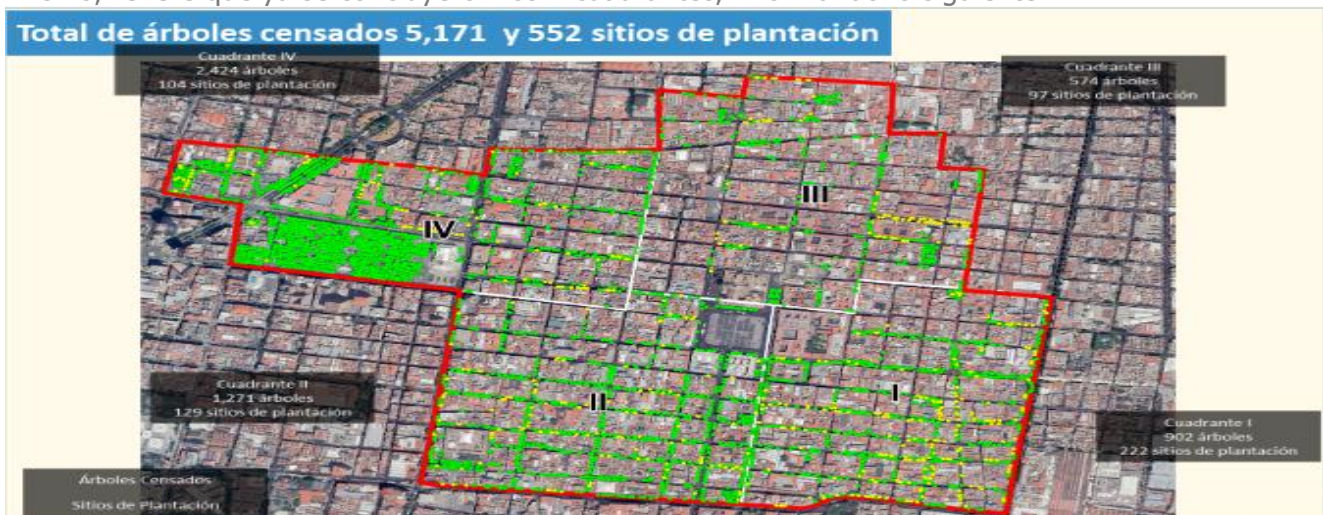 Total de árboles censados 5,171 y 552 sitios de plantación
Cuadrante IV
2,424 árboles
104 sitios de plantación
Cuadrante III
574 árboles
97 sitios de plantación
III
IV
Cuadrante II
1,271 árboles
129 sitios de plantación
II
I
Cuadrante I
902 árboles
222 sitios de plantación
Árboles Censados
Sitios de Plantación